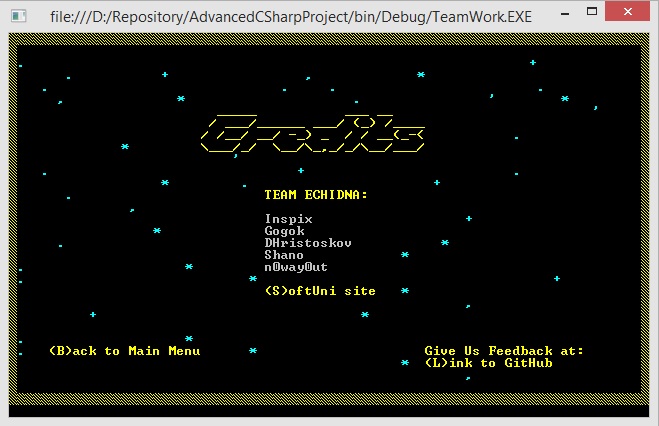 file:///D:/Repository/AdvancedCSharpProject/bin/Debug/TeamWork.EXE
Credits
TEAM ECHIDNA:
Inspix
Gogok
DHristoskov
Shano
n0way0ut
(S)oftUni site
(B)ack to Main Menu
Give Us Feedback at:
(L)ink to GitHub